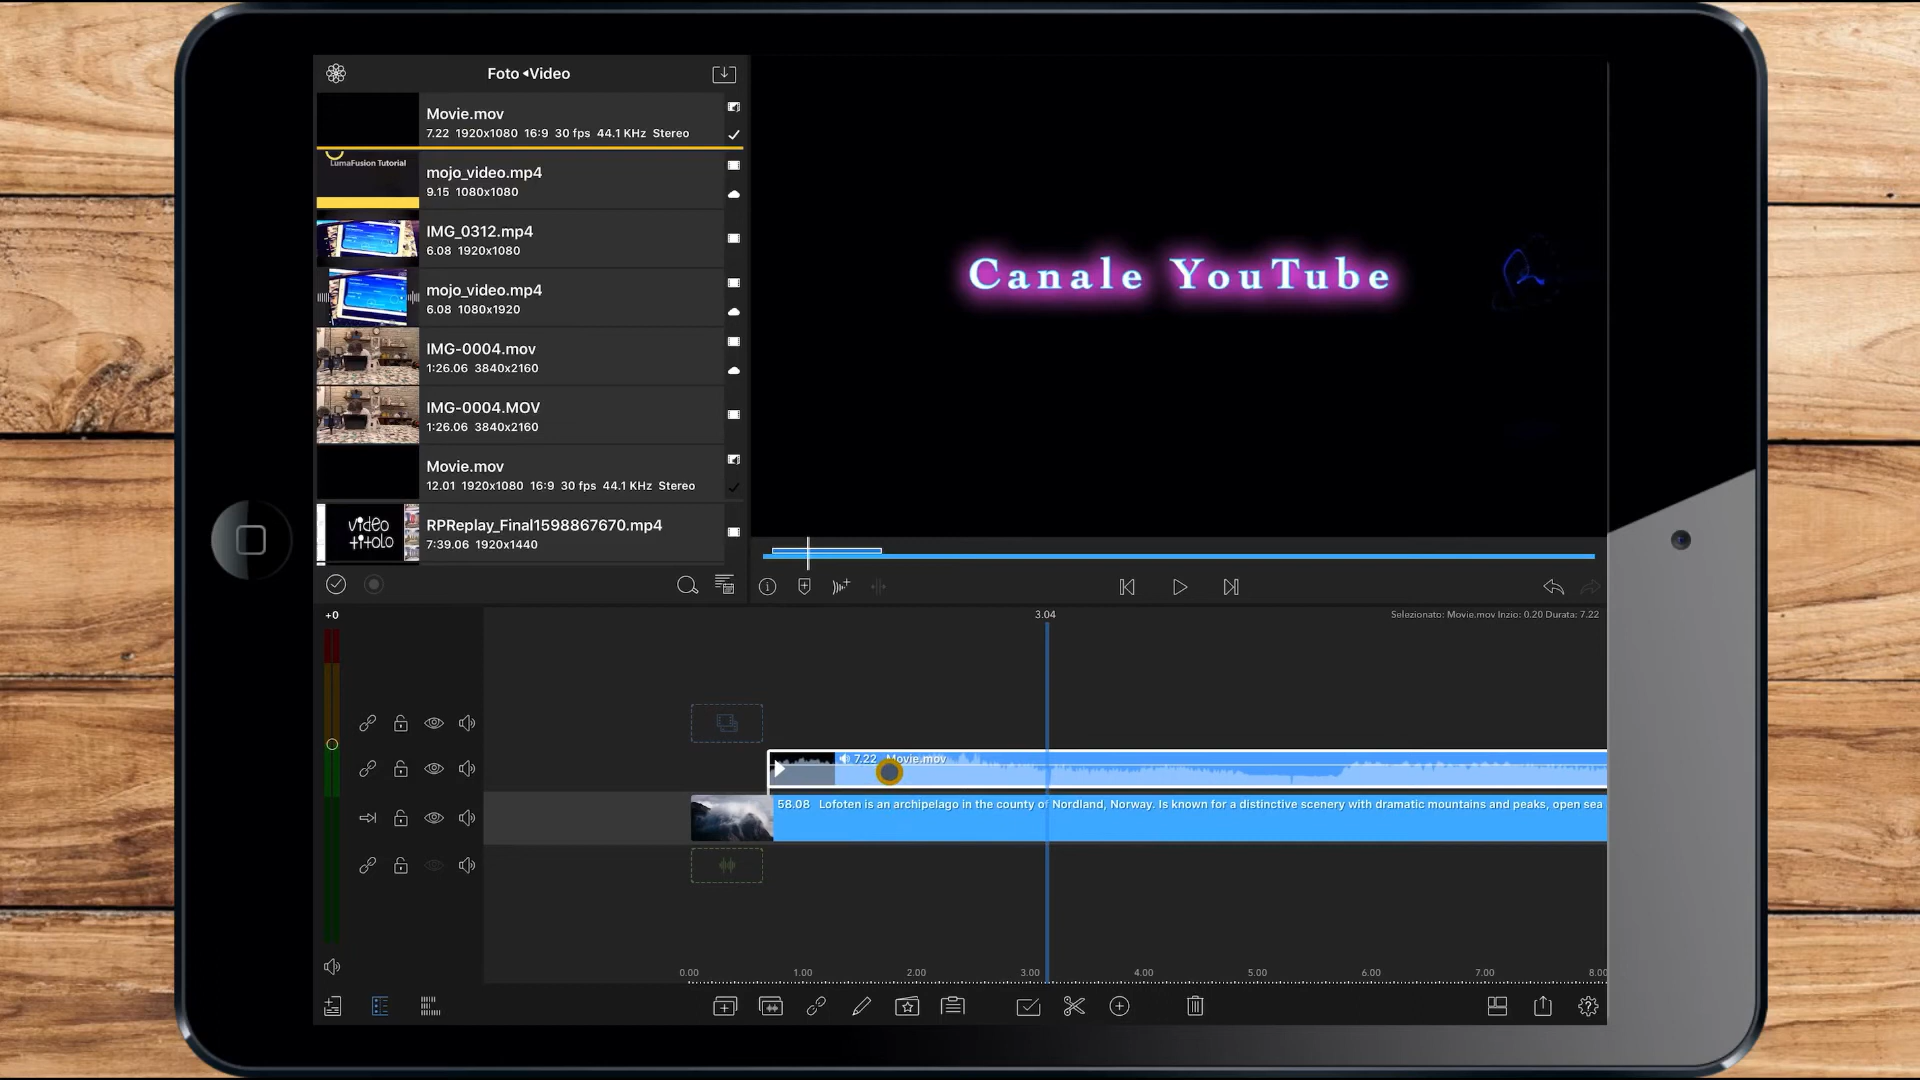 Foto ◂Video
Movie.mov
7.22 1920x1080 16:9 30 fps 44.1 KHz Stereo
LumaFusion Tutorial
mojo_video.mp4
9.15 1080x1080
IMG_0312.mp4
6.08 1920x1080
mojo_video.mp4
6.08 1080x1920
IMG-0004.mov
1:26.06 3840x2160
IMG-0004.MOV
1:26.06 3840x2160
Movie.mov
12.01 1920x1080 16:9 30 fps 44.1 KHz Stereo
video
titolo
RPReplay_Final1598867670.mp4
7:39.06 1920x1440
Canale YouTube
+0
3.04
Selezionato: Movie.mov Inzio: 0.20 Durata: 7.22
7.22 Movie.mov
58.08 Lofoten is an archipelago in the county of Nordland, Norway. Is known for a distinctive scenery with dramatic mountains and peaks, open sea
0.00 1.00 2.00 3.00 4.00 5.00 6.00 7.00 8.00